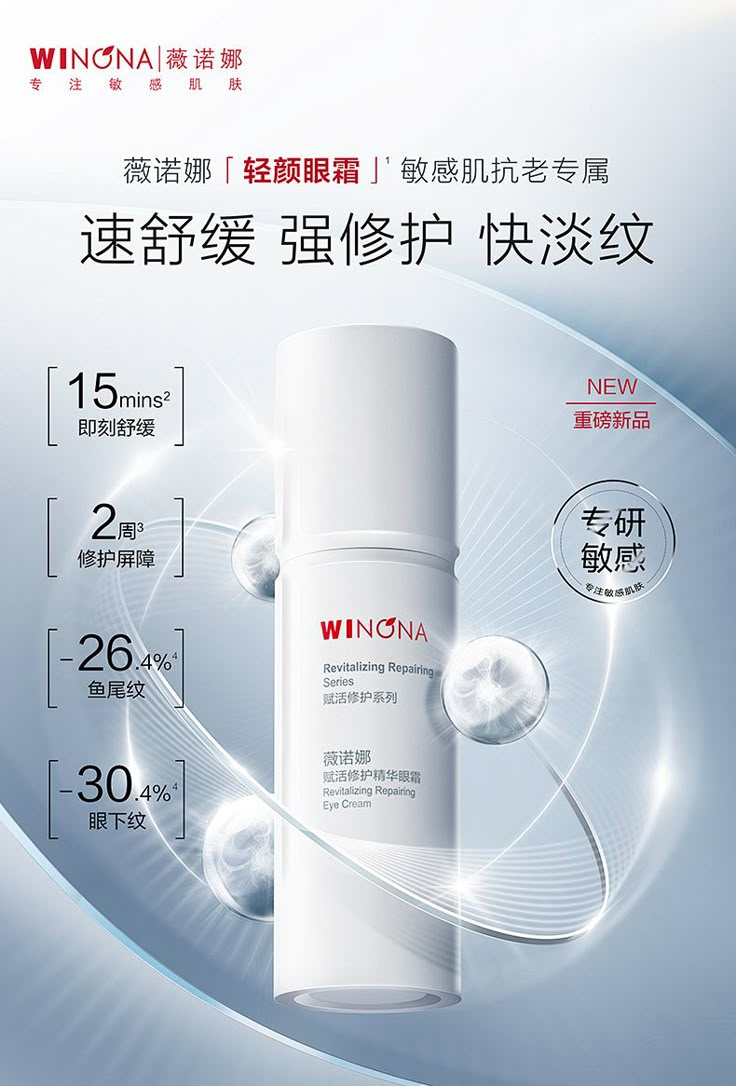 WINONA|薇诺娜
专注敏感肌肤
薇诺娜「轻颜眼霜」¹ 敏感肌抗老专属
速舒缓 强修护 快淡纹
15mins²
即刻舒缓
2周³
修护屏障
-26.4%⁴
鱼尾纹
-30.4%⁴
眼下纹
NEW
重磅新品
专研
敏感
专注敏感肌肤
WINONA
Revitalizing Repairing
Series
赋活修护系列
薇诺娜
赋活修护精华眼霜
Revitalizing Repairing
Eye Cream